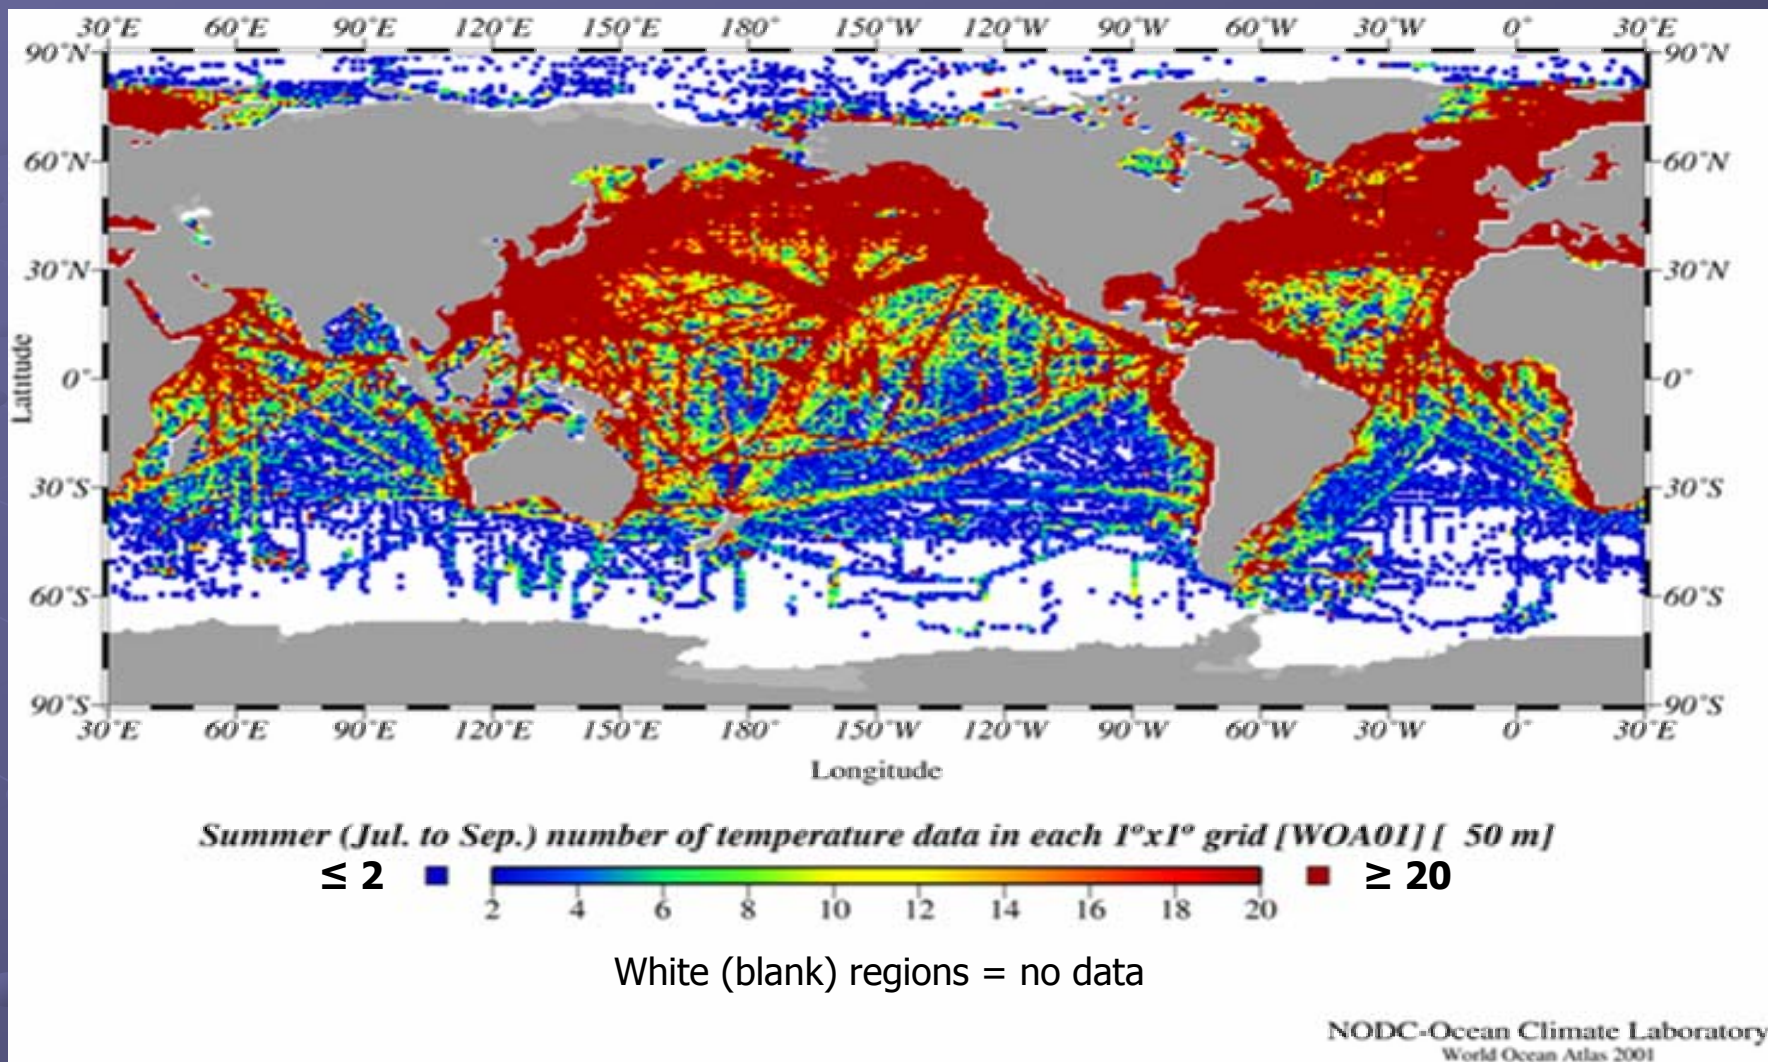 30°E 60°E 90°E 120°E 150°E 180° 150°W 120°W 90°W 60°W 30°W 0° 30°E
90°N 90°N
60°N 60°N
30°N 30°N
Latitude
0° 0°
30°S 30°S
60°S 60°S
90°S 90°S
30°E 60°E 90°E 120°E 150°E 180° 150°W 120°W 90°W 60°W 30°W 0° 30°E
Longitude
Summer (Jul. to Sep.) number of temperature data in each 1°x1° grid [WOA01] [ 50 m]
≤ 2 ≥ 20
2 4 6 8 10 12 14 16 18 20
White (blank) regions = no data
NODC-Ocean Climate Laboratory
World Ocean Atlas 2001